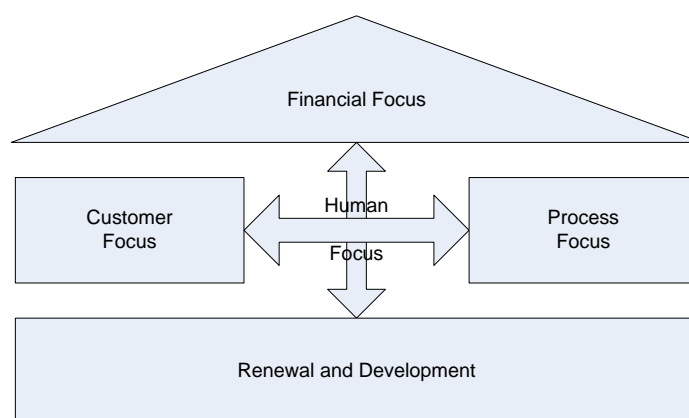 Financial Focus
Customer
Focus
Human
Focus
Process
Focus
Renewal and Development